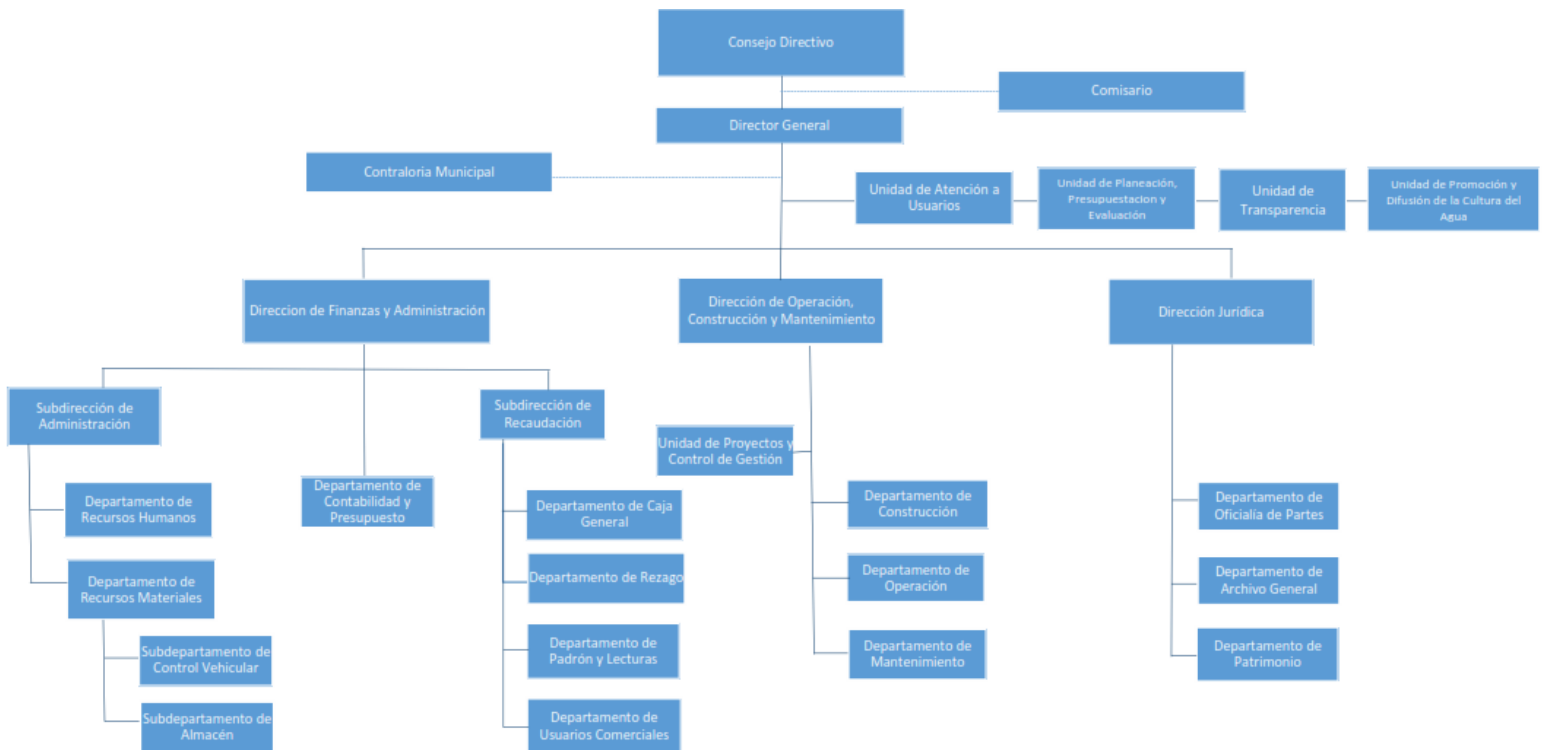 Consejo Directivo
Comisario
Director General
Contraloria Municipal
Unidad de Atención a
Usuarios
Unidad de Planeación,
Presupuestacion y
Evaluación
Unidad de
Transparencia
Unidad de Promoción y
Difusión de la Cultura del
Agua
Direccion de Finanzas y Administración
Dirección de Operación,
Construcción y Mantenimiento
Dirección Jurídica
Subdirección de
Administración
Subdirección de
Recaudación
Unidad de Proyectos y
Control de Gestión
Departamento de
Recursos Humanos
Departamento de
Contabilidad y
Presupuesto
Departamento de Caja
General
Departamento de
Construcción
Departamento de
Oficialía de Partes
Departamento de
Recursos Materiales
Departamento de Rezago
Departamento de
Operación
Departamento de
Archivo General
Subdepartamento de
Control Vehicular
Departamento de
Padrón y Lecturas
Departamento de
Mantenimiento
Departamento de
Patrimonio
Subdepartamento de
Almacén
Departamento de
Usuarios Comerciales